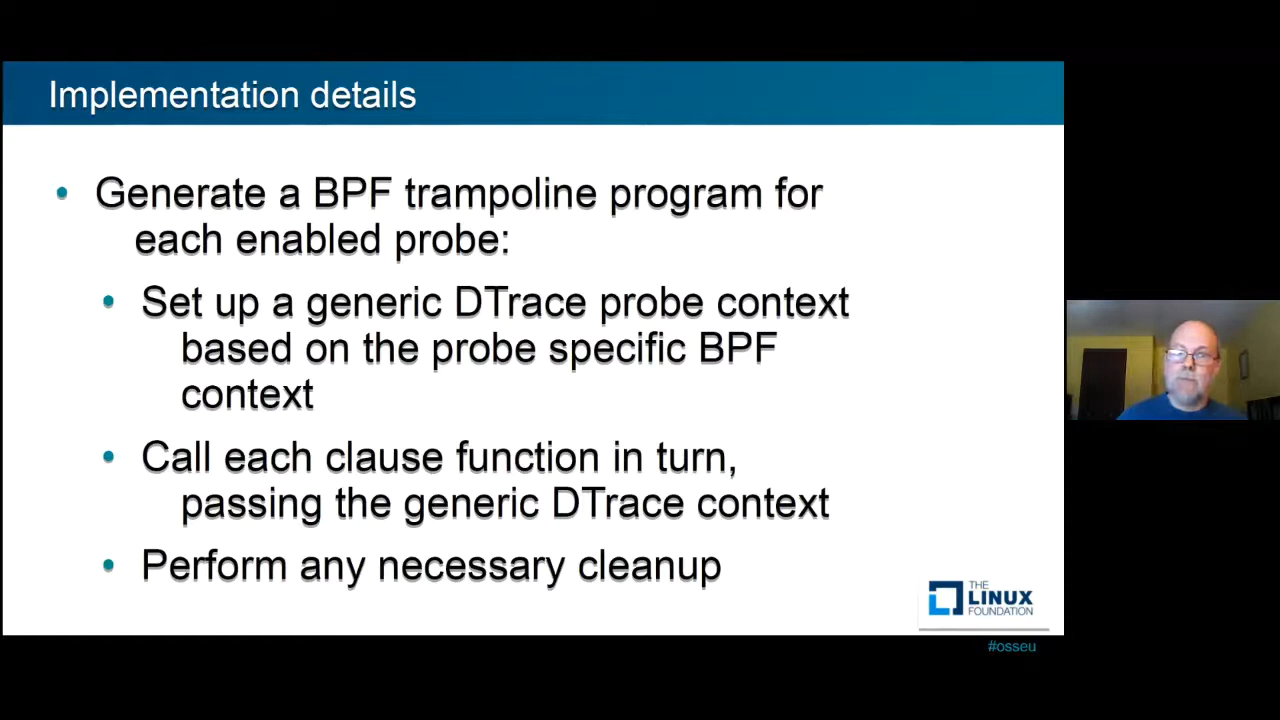 Implementation details
• Generate a BPF trampoline program for
each enabled probe:
• Set up a generic DTrace probe context
based on the probe specific BPF
context
• Call each clause function in turn,
passing the generic DTrace context
• Perform any necessary cleanup
THE
LINUX
FOUNDATION
#osseu